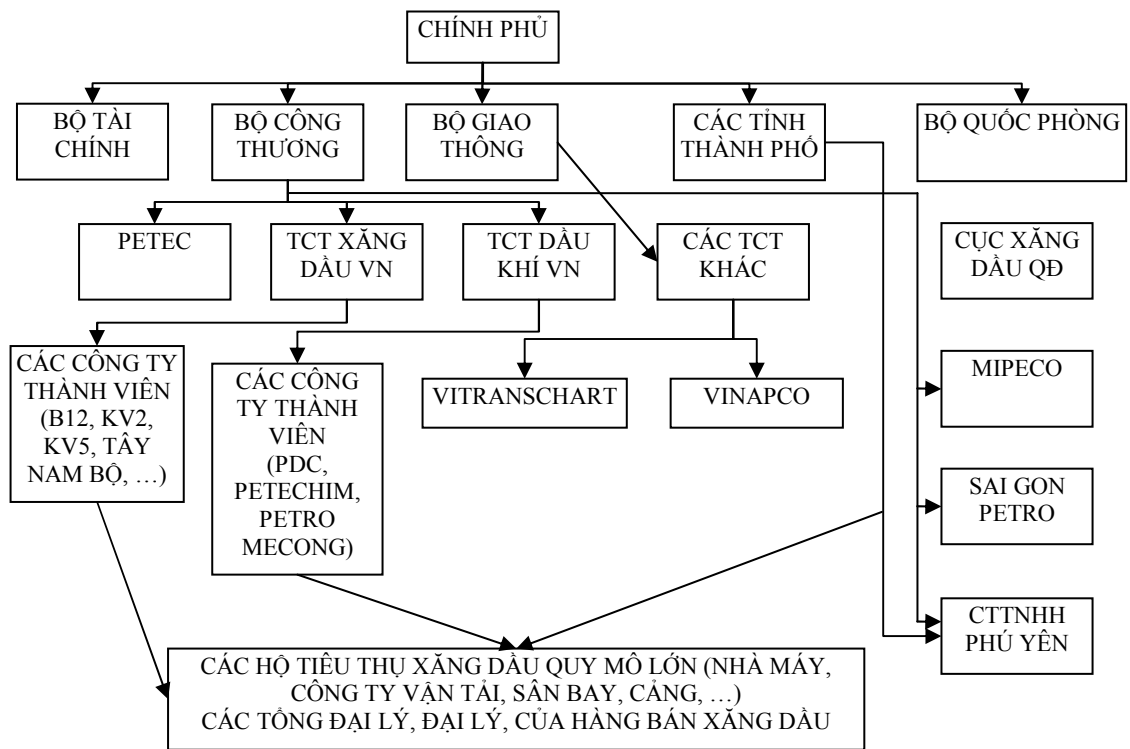 CHÍNH PHỦ
BỘ TÀI
CHÍNH
BỘ CÔNG
THƯƠNG
BỘ GIAO
THÔNG
CÁC TỈNH
THÀNH PHỐ
BỘ QUỐC PHÒNG
PETEC
TCT XĂNG
DẦU VN
TCT DẦU
KHÍ VN
CÁC TCT
KHÁC
CỤC XĂNG
DẦU QĐ
CÁC CÔNG TY
THÀNH VIÊN
(B12, KV2,
KV5, TÂY
NAM BỘ, …)
CÁC CÔNG
TY THÀNH
VIÊN
(PDC,
PETECHIM,
PETRO
MECONG)
VITRANSCHART
VINAPCO
MIPECO
SAI GON
PETRO
CTTNHH
PHÚ YÊN
CÁC HỘ TIÊU THỤ XĂNG DẦU QUY MÔ LỚN (NHÀ MÁY,
CÔNG TY VẬN TẢI, SÂN BAY, CẢNG, …)
CÁC TỔNG ĐẠI LÝ, ĐẠI LÝ, CỦA HÀNG BÁN XĂNG DẦU